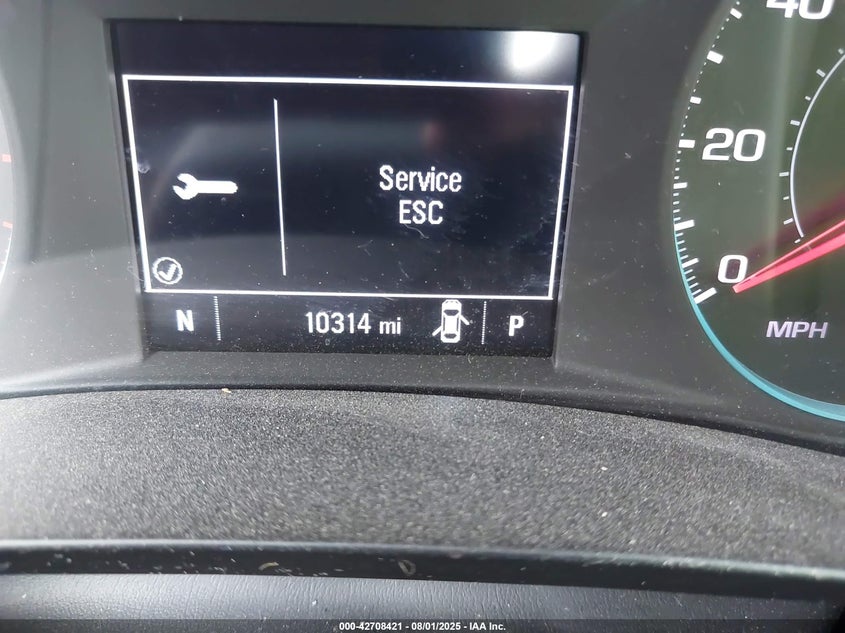 40
20
0
MPH
Service
ESC
N 10314 mi P
000-42708421 - 08/01/2025 - IAA Inc.